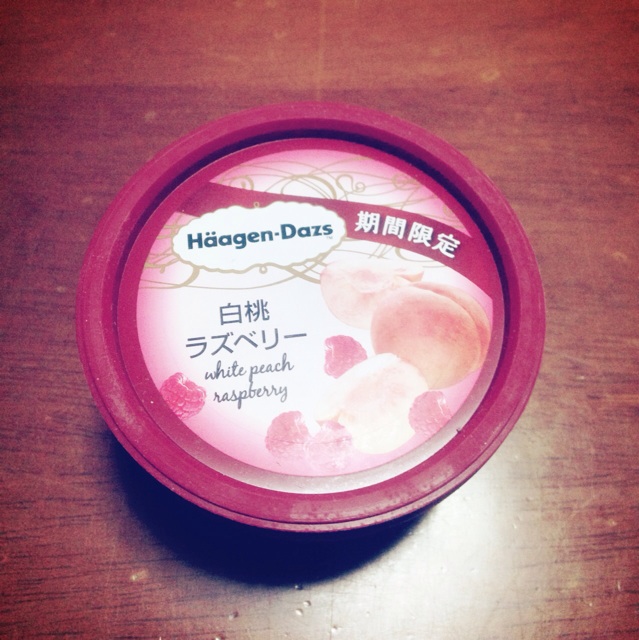 Häagen-Dazs
期間限定
白桃
ラズベリー
white peach
raspberry